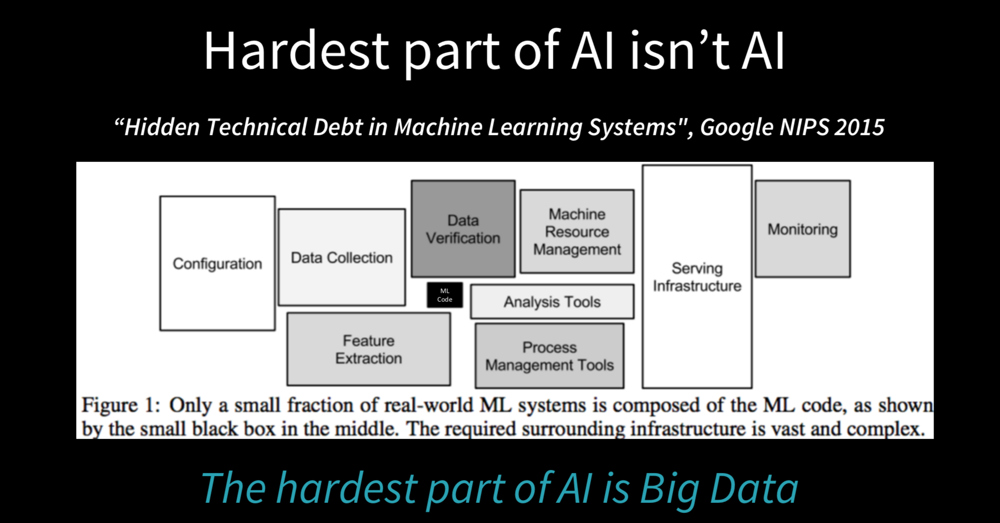 Hardest part of AI isn’t AI
“Hidden Technical Debt in Machine Learning Systems", Google NIPS 2015
Configuration
Data Collection
Data
Verification
Machine
Resource
Management
Serving
Infrastructure
Monitoring
ML
Code
Analysis Tools
Feature
Extraction
Process
Management Tools
Figure 1: Only a small fraction of real-world ML systems is composed of the ML code, as shown
by the small black box in the middle. The required surrounding infrastructure is vast and complex.
The hardest part of AI is Big Data